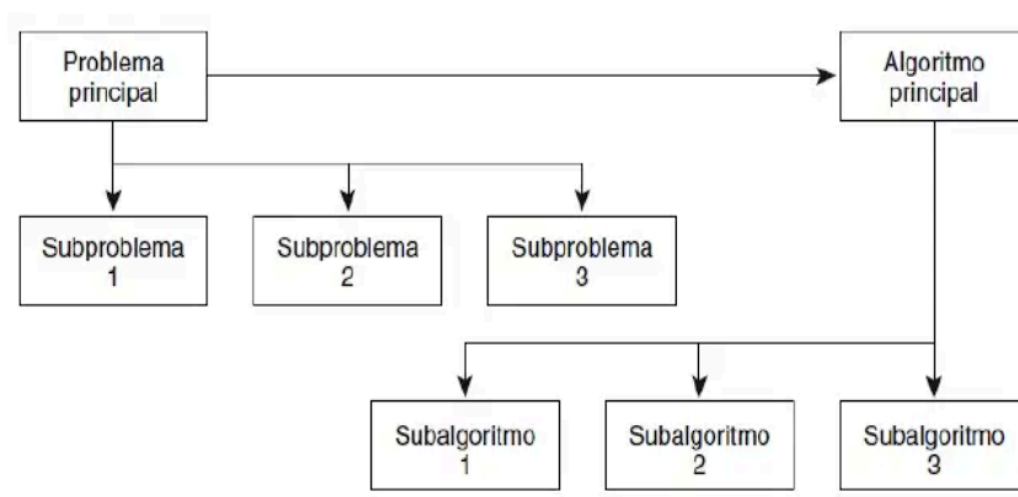 Problema
principal
Algoritmo
principal
Subproblema
1
Subproblema
2
Subproblema
3
Subalgoritmo
1
Subalgoritmo
2
Subalgoritmo
3